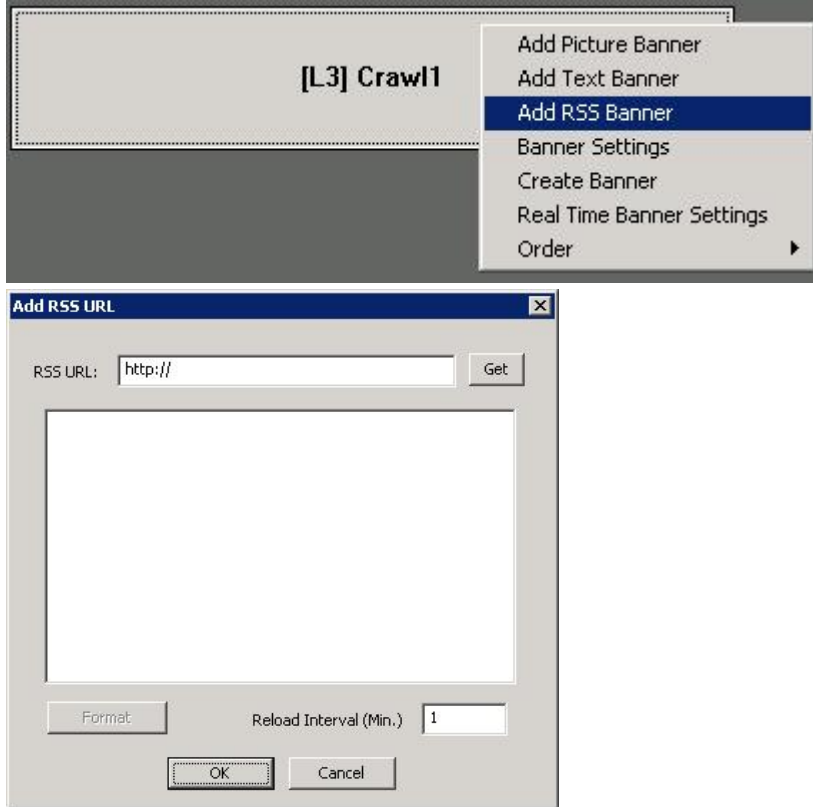 [L3] Crawl1
Add Picture Banner
Add Text Banner
Add RSS Banner
Banner Settings
Create Banner
Real Time Banner Settings
Order
Add RSS URL
RSS URL: http:// Get
Format Reload Interval (Min.) 1
OK Cancel